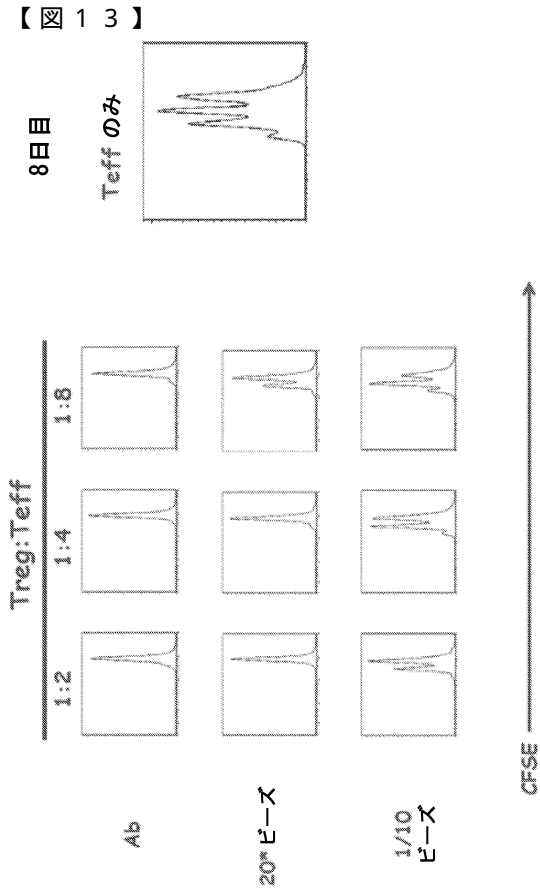 【図１３】
8日目
Teff のみ
Treg:Teff
1:2 1:4 1:8
Ab
20* ビーズ
1/10
ビーズ
CFSE